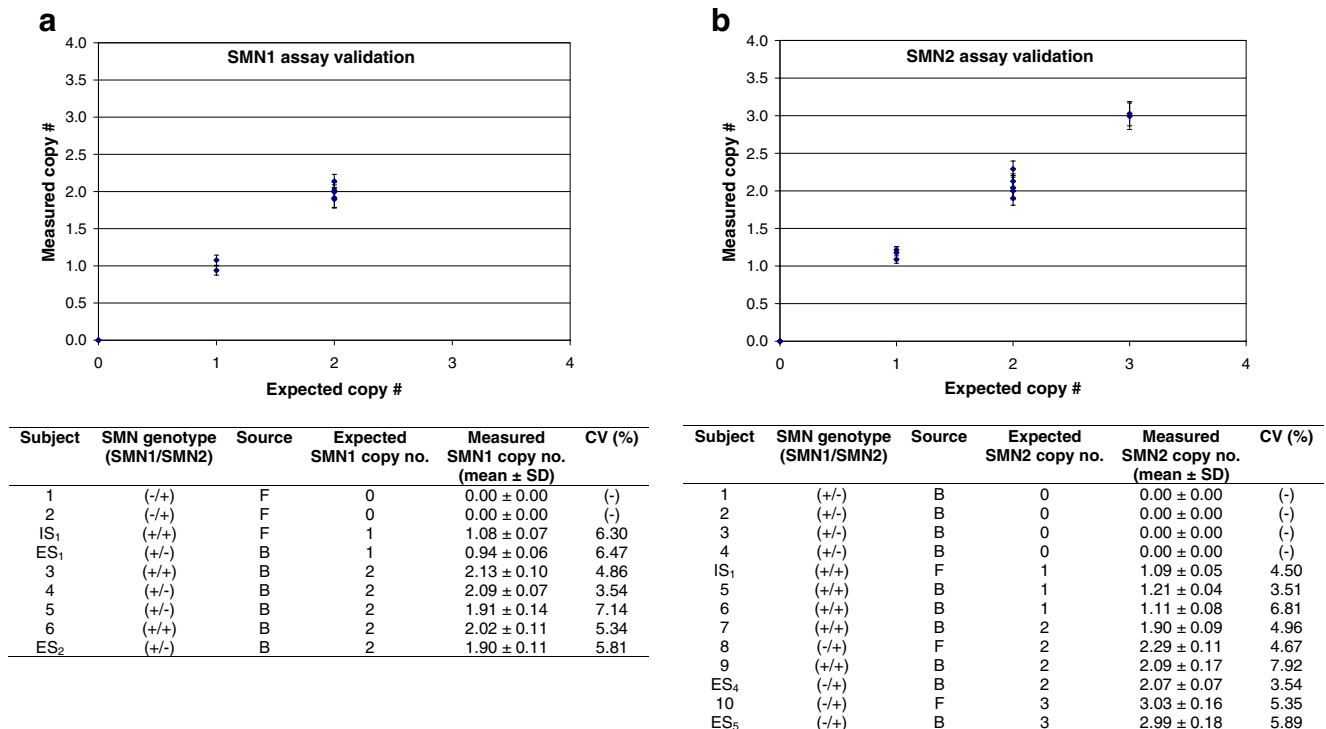 a
SMN1 assay validation
Measured copy #
4.0
3.5
3.0
2.5
2.0
1.5
1.0
0.5
0.0
0 1 2 3 4
Expected copy #
Subject SMN genotype (SMN1/SMN2) Source Expected SMN1 copy no. Measured SMN1 copy no. (mean ± SD) CV (%)
1 (-/+) F 0 0.00 ± 0.00 (-)
2 (-/+) F 0 0.00 ± 0.00 (-)
IS1 (+/+) F 1 1.08 ± 0.07 6.30
ES1 (+/-) B 1 0.94 ± 0.06 6.47
3 (+/+) B 2 2.13 ± 0.10 4.86
4 (+/-) B 2 2.09 ± 0.07 3.54
5 (+/-) B 2 1.91 ± 0.14 7.14
6 (+/+) B 2 2.02 ± 0.11 5.34
ES2 (+/-) B 2 1.90 ± 0.11 5.81
b
SMN2 assay validation
Measured copy #
4.0
3.5
3.0
2.5
2.0
1.5
1.0
0.5
0.0
0 1 2 3 4
Expected copy #
Subject SMN genotype (SMN1/SMN2) Source Expected SMN2 copy no. Measured SMN2 copy no. (mean ± SD) CV (%)
1 (+/-) B 0 0.00 ± 0.00 (-)
2 (+/-) B 0 0.00 ± 0.00 (-)
3 (+/-) B 0 0.00 ± 0.00 (-)
4 (+/-) B 0 0.00 ± 0.00 (-)
IS1 (+/+) F 1 1.09 ± 0.05 4.50
5 (+/+) B 1 1.21 ± 0.04 3.51
6 (+/+) B 1 1.11 ± 0.08 6.81
7 (+/+) B 2 1.90 ± 0.09 4.96
8 (-/+) F 2 2.29 ± 0.11 4.67
9 (+/+) B 2 2.09 ± 0.17 7.92
ES4 (-/+) B 2 2.07 ± 0.07 3.54
10 (-/+) F 3 3.03 ± 0.16 5.35
ES5 (-/+) B 3 2.99 ± 0.18 5.89